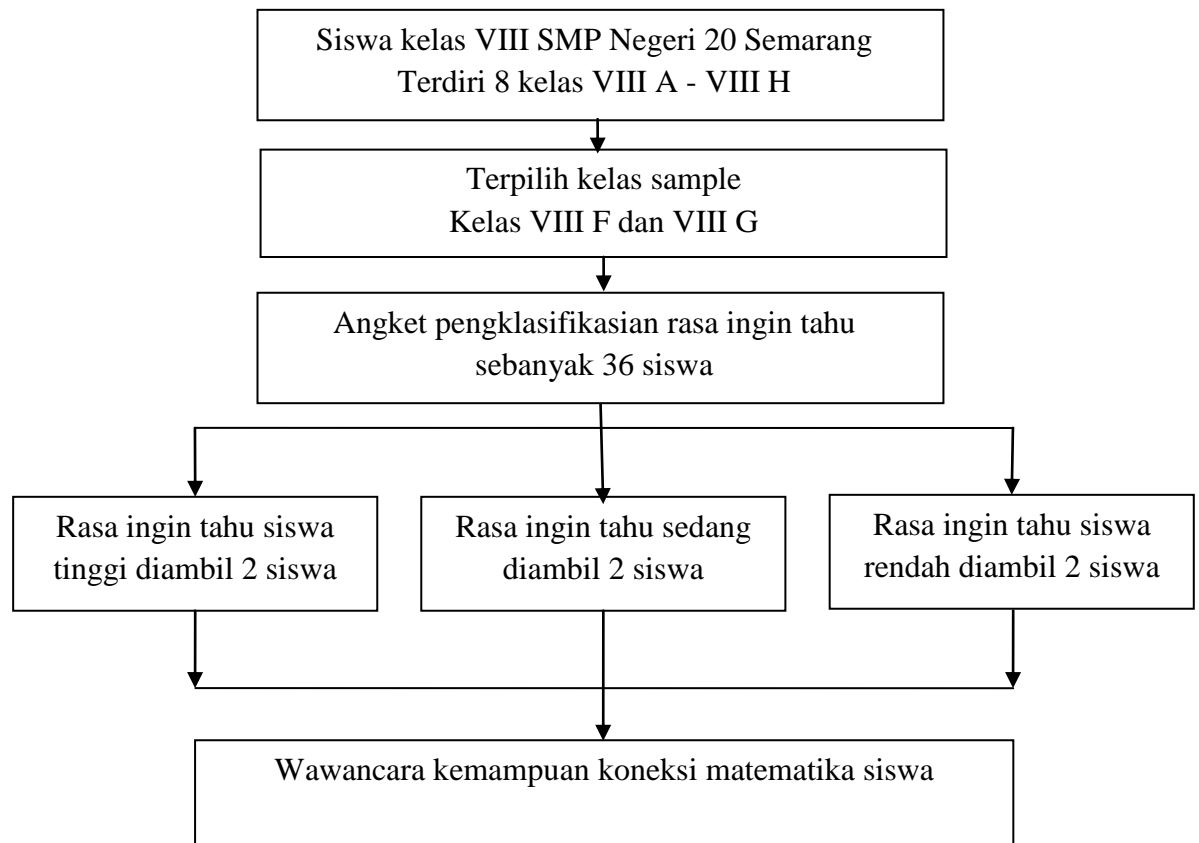 Siswa kelas VIII SMP Negeri 20 Semarang
Terdiri 8 kelas VIII A - VIII H
Terpilih kelas sample
Kelas VIII F dan VIII G
Angket pengklasifikasian rasa ingin tahu
sebanyak 36 siswa
Rasa ingin tahu siswa
tinggi diambil 2 siswa
Rasa ingin tahu sedang
diambil 2 siswa
Rasa ingin tahu siswa
rendah diambil 2 siswa
Wawancara kemampuan koneksi matematika siswa